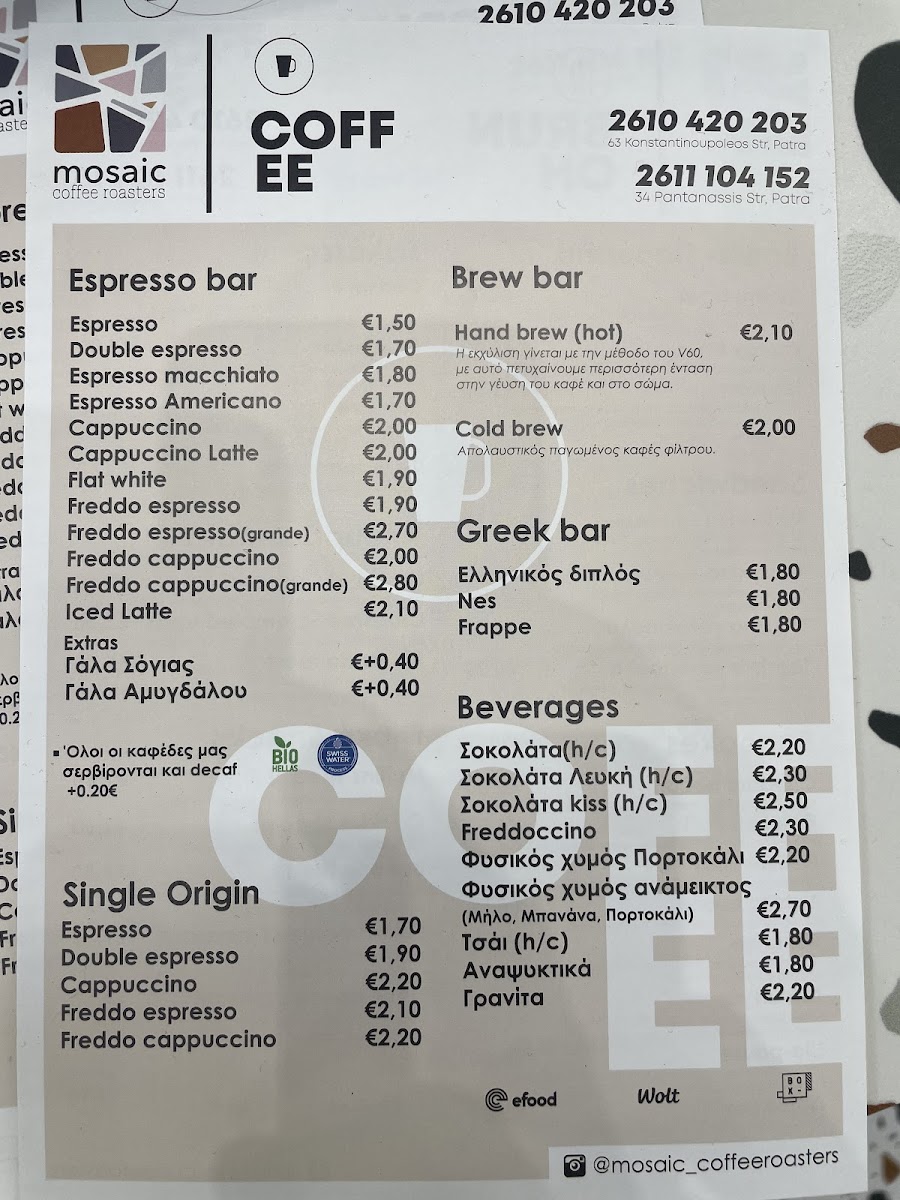 2610 420 203
mosaic
coffee roasters
COFF
EE
2610 420 203
63 Konstantinoupoleos Str, Patra
2611 104 152
34 Pantanassis Str, Patra
Espresso bar
Espresso €1,50
Double espresso €1,70
Espresso macchiato €1,80
Espresso Americano €1,70
Cappuccino €2,00
Cappuccino Latte €2,00
Flat white €1,90
Freddo espresso €1,90
Freddo espresso(grande) €2,70
Freddo cappuccino €2,00
Freddo cappuccino(grande) €2,80
Iced Latte €2,10
Extras
Γάλα Σόγιας €+0,40
Γάλα Αμυγδάλου €+0,40
▪ 'Ολοι οι καφέδες μας
σερβίρονται και decaf
+0.20€
BIO
HELLAS
SWISS
WATER
PROCESS
Single Origin
Espresso €1,70
Double espresso €1,90
Cappuccino €2,20
Freddo espresso €2,10
Freddo cappuccino €2,20
Brew bar
Hand brew (hot) €2,10
Η εκχύλιση γίνεται με την μέθοδο του V60,
με αυτό πετυχαίνουμε περισσότερη ένταση
στην γέυση του καφέ και στο σώμα.
Cold brew €2,00
Απολαυστικός παγωμένος καφές φίλτρου.
Greek bar
Ελληνικός διπλός €1,80
Nes €1,80
Frappe €1,80
Beverages
Σοκολάτα(h/c) €2,20
Σοκολάτα Λευκή (h/c) €2,30
Σοκολάτα kiss (h/c) €2,50
Freddoccino €2,30
Φυσικός χυμός Πορτοκάλι €2,20
Φυσικός χυμός ανάμεικτος
(Μήλο, Μπανάνα, Πορτοκάλι) €2,70
Τσάι (h/c) €1,80
Αναψυκτικά €1,80
Γρανίτα €2,20
COFF
EE
efood
Wolt
BO
X-
@mosaic_coffeeroasters